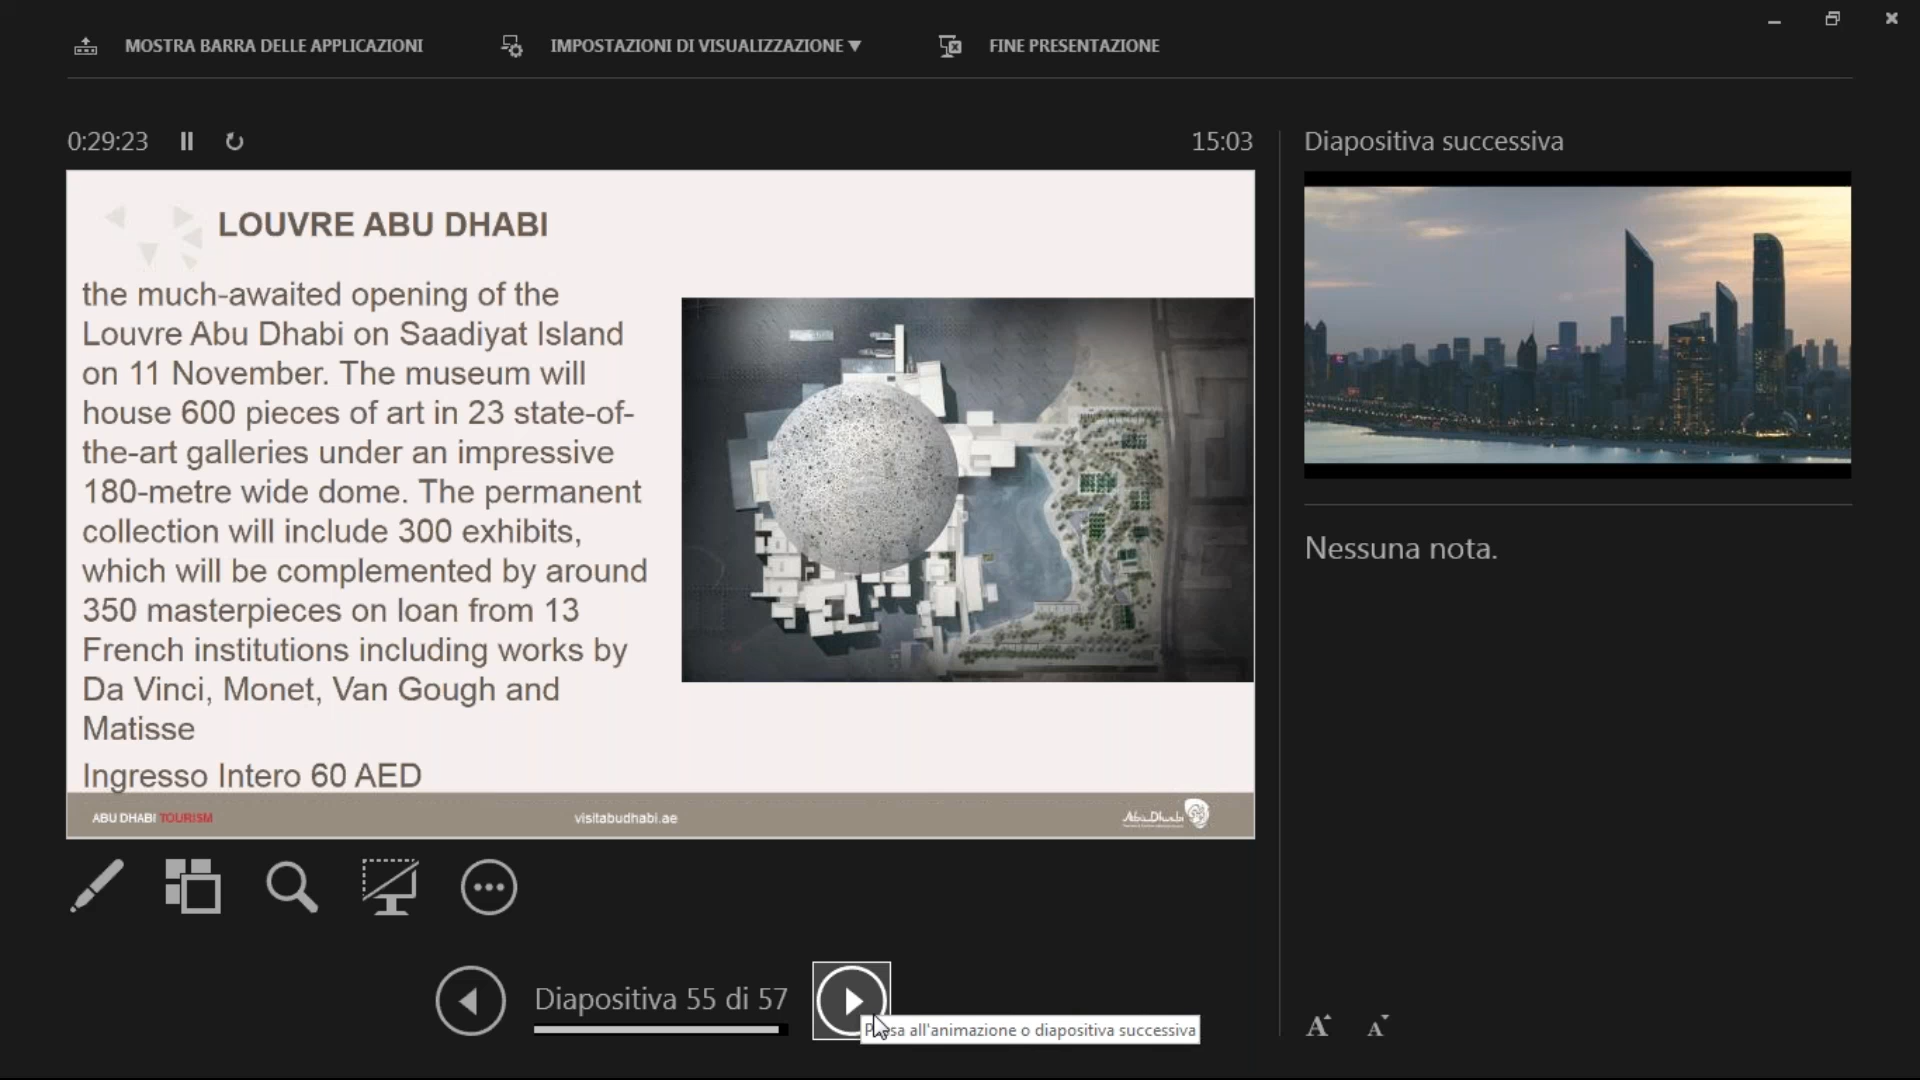 MOSTRA BARRA DELLE APPLICAZIONI
IMPOSTAZIONI DI VISUALIZZAZIONE
FINE PRESENTAZIONE
0:29:23
15:03
Diapositiva successiva
LOUVRE ABU DHABI
the much-awaited opening of the
Louvre Abu Dhabi on Saadiyat Island
on 11 November. The museum will
house 600 pieces of art in 23 state-of-
the-art galleries under an impressive
180-metre wide dome. The permanent
collection will include 300 exhibits,
which will be complemented by around
350 masterpieces on loan from 13
French institutions including works by
Da Vinci, Monet, Van Gough and
Matisse
Ingresso Intero 60 AED
ABU DHABI TOURISM
visitabudhabi.ae
Abu Dhabi
Nessuna nota.
Diapositiva 55 di 57
all'animazione o diapositiva successiva
A A